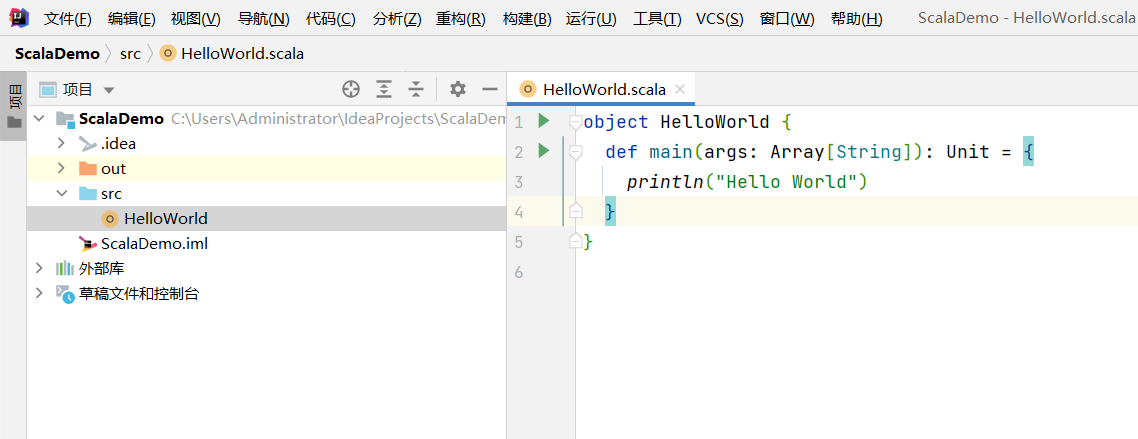 文件(F) 编辑(E) 视图(V) 导航(N) 代码(C) 分析(Z) 重构(R) 构建(B) 运行(U) 工具(T) VCS(S) 窗口(W) 帮助(H) ScalaDemo - HelloWorld.scala
ScalaDemo src HelloWorld.scala
项目
项目
HelloWorld.scala
ScalaDemo C:\Users\Administrator\IdeaProjects\ScalaDem
.idea
out
src
HelloWorld
ScalaDemo.iml
外部库
草稿文件和控制台
1 object HelloWorld {
2 def main(args: Array[String]): Unit = {
3 println("Hello World")
4 }
5 }
6